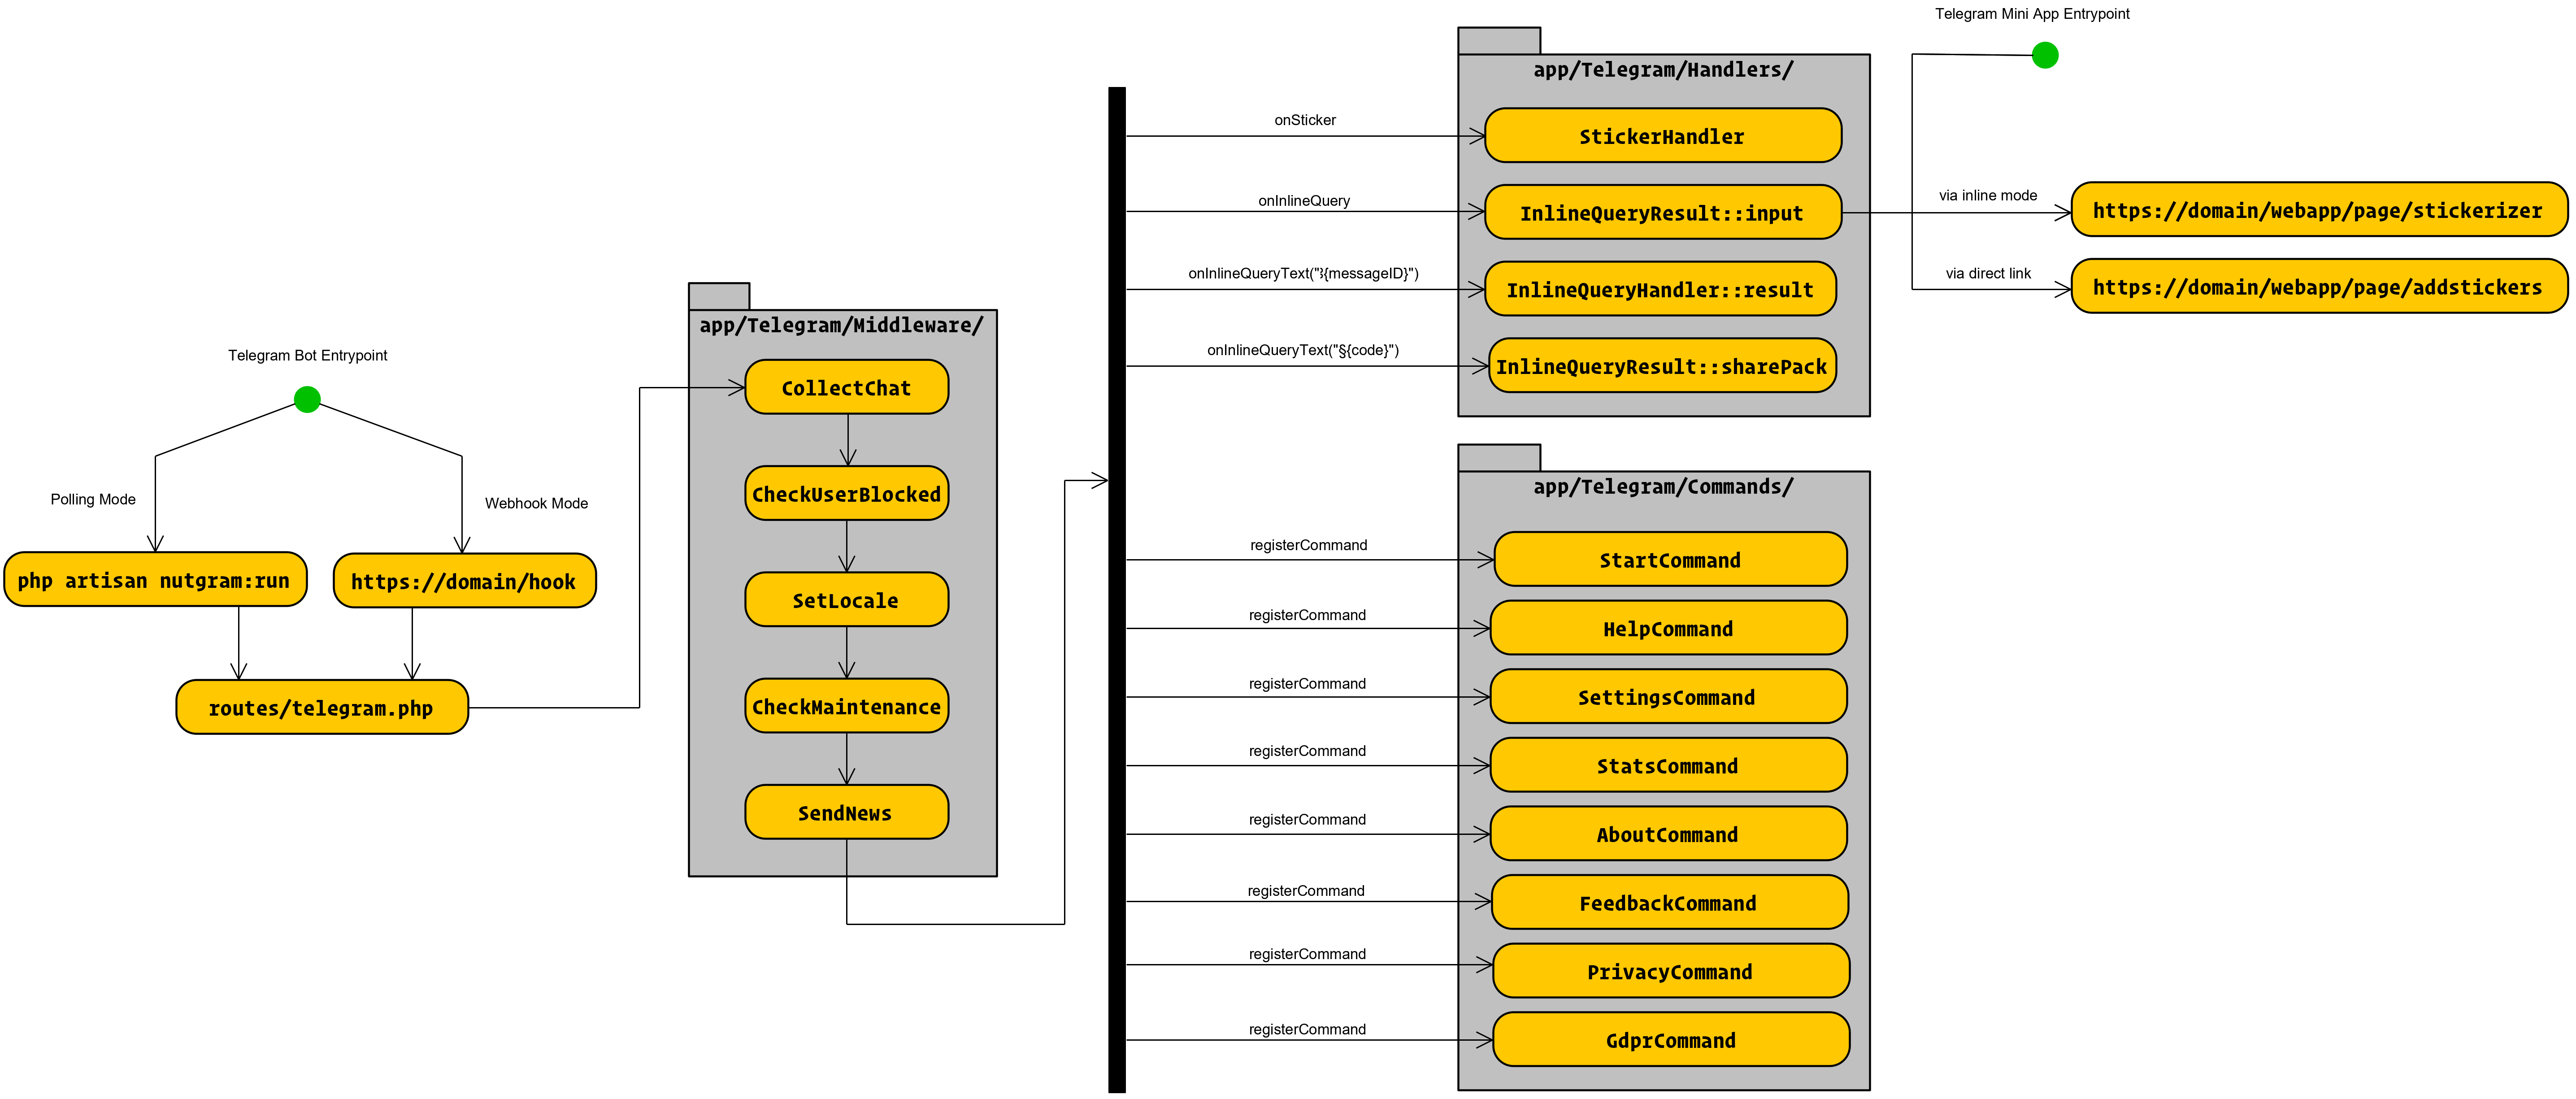 Telegram Bot Entrypoint
Polling Mode
Webhook Mode
php artisan nutgram:run
https://domain/hook
routes/telegram.php
app/Telegram/Middleware/
CollectChat
CheckUserBlocked
SetLocale
CheckMaintenance
SendNews
app/Telegram/Handlers/
onSticker
StickerHandler
onInlineQuery
InlineQueryResult::input
onInlineQueryText("÷{messageID}")
InlineQueryHandler::result
onInlineQueryText("§{code}")
InlineQueryResult::sharePack
Telegram Mini App Entrypoint
via inline mode
https://domain/webapp/page/stickerizer
via direct link
https://domain/webapp/page/addstickers
app/Telegram/Commands/
registerCommand
StartCommand
registerCommand
HelpCommand
registerCommand
SettingsCommand
registerCommand
StatsCommand
registerCommand
AboutCommand
registerCommand
FeedbackCommand
registerCommand
PrivacyCommand
registerCommand
GdprCommand